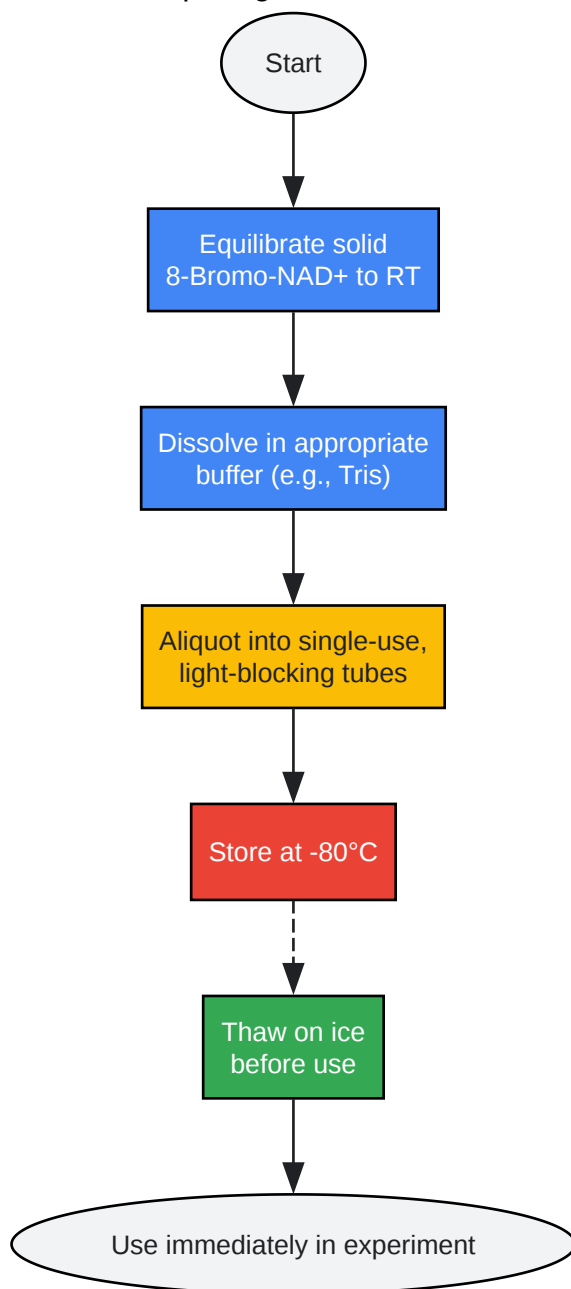 Start
Equilibrate solid
8-Bromo-NAD+ to RT
Dissolve in appropriate
buffer (e.g., Tris)
Aliquot into single-use,
light-blocking tubes
Store at -80°C
Thaw on ice
before use
Use immediately in experiment